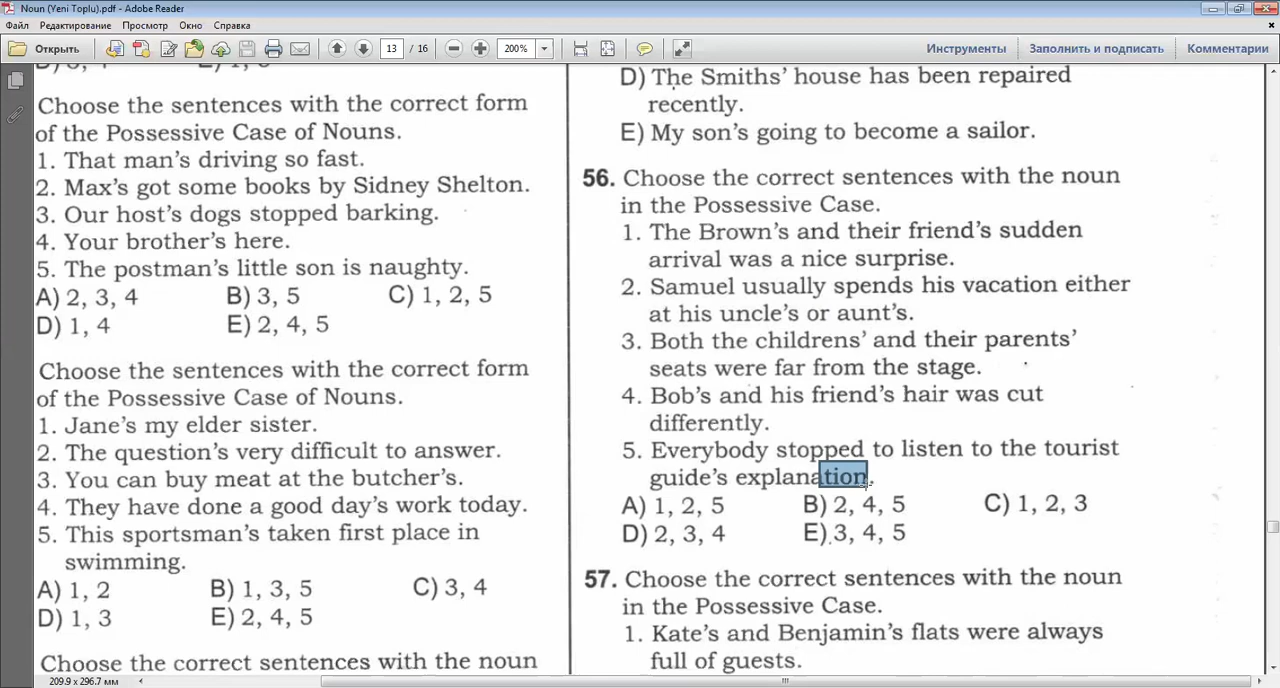 Noun (Yeni Toplu).pdf - Adobe Reader
Файл Редактирование Просмотр Окно Справка
Открыть 13 / 16 200% Инструменты Заполнить и подписать Комментарии
Choose the sentences with the correct form
of the Possessive Case of Nouns.
1. That man's driving so fast.
2. Max's got some books by Sidney Shelton.
3. Our host's dogs stopped barking.
4. Your brother's here.
5. The postman's little son is naughty.
A) 2, 3, 4 B) 3, 5 C) 1, 2, 5
D) 1, 4 E) 2, 4, 5
Choose the sentences with the correct form
of the Possessive Case of Nouns.
1. Jane's my elder sister.
2. The question's very difficult to answer.
3. You can buy meat at the butcher's.
4. They have done a good day's work today.
5. This sportsman's taken first place in
swimming.
A) 1, 2 B) 1, 3, 5 C) 3, 4
D) 1, 3 E) 2, 4, 5
Choose the correct sentences with the noun
D) The Smiths' house has been repaired
recently.
E) My son's going to become a sailor.
56. Choose the correct sentences with the noun
in the Possessive Case.
1. The Brown's and their friend's sudden
arrival was a nice surprise.
2. Samuel usually spends his vacation either
at his uncle's or aunt's.
3. Both the childrens' and their parents'
seats were far from the stage.
4. Bob's and his friend's hair was cut
differently.
5. Everybody stopped to listen to the tourist
guide's explanation.
A) 1, 2, 5 B) 2, 4, 5 C) 1, 2, 3
D) 2, 3, 4 E) 3, 4, 5
57. Choose the correct sentences with the noun
in the Possessive Case.
1. Kate's and Benjamin's flats were always
full of guests.
209.9 x 296.7 мм